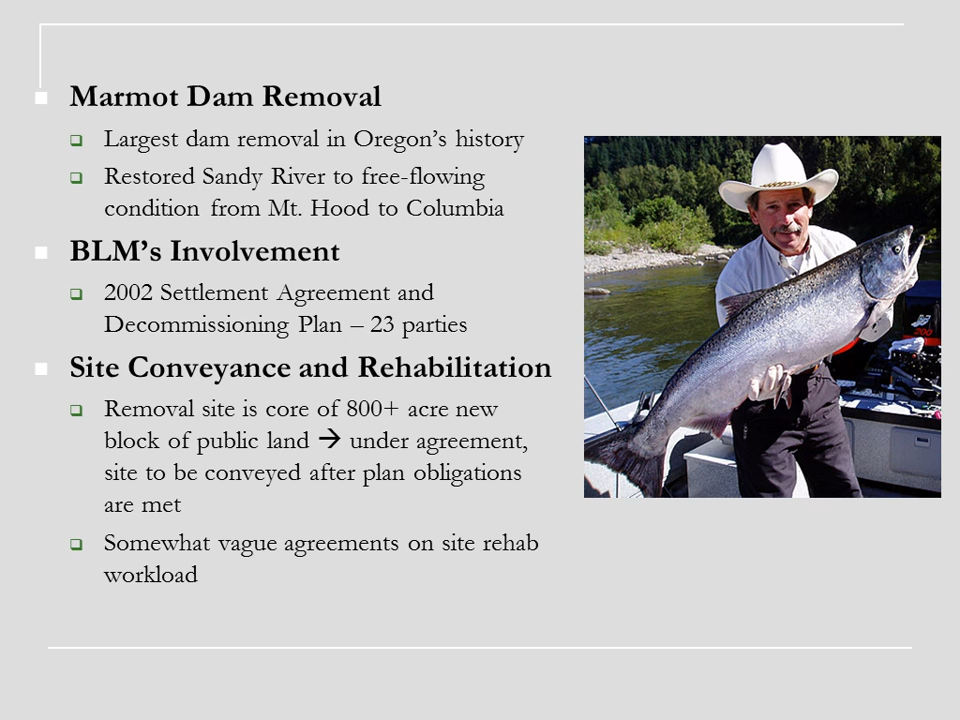 Marmot Dam Removal
Largest dam removal in Oregon’s history
Restored Sandy River to free-flowing
condition from Mt. Hood to Columbia
BLM’s Involvement
2002 Settlement Agreement and
Decommissioning Plan – 23 parties
Site Conveyance and Rehabilitation
Removal site is core of 800+ acre new
block of public land → under agreement,
site to be conveyed after plan obligations
are met
Somewhat vague agreements on site rehab
workload
200